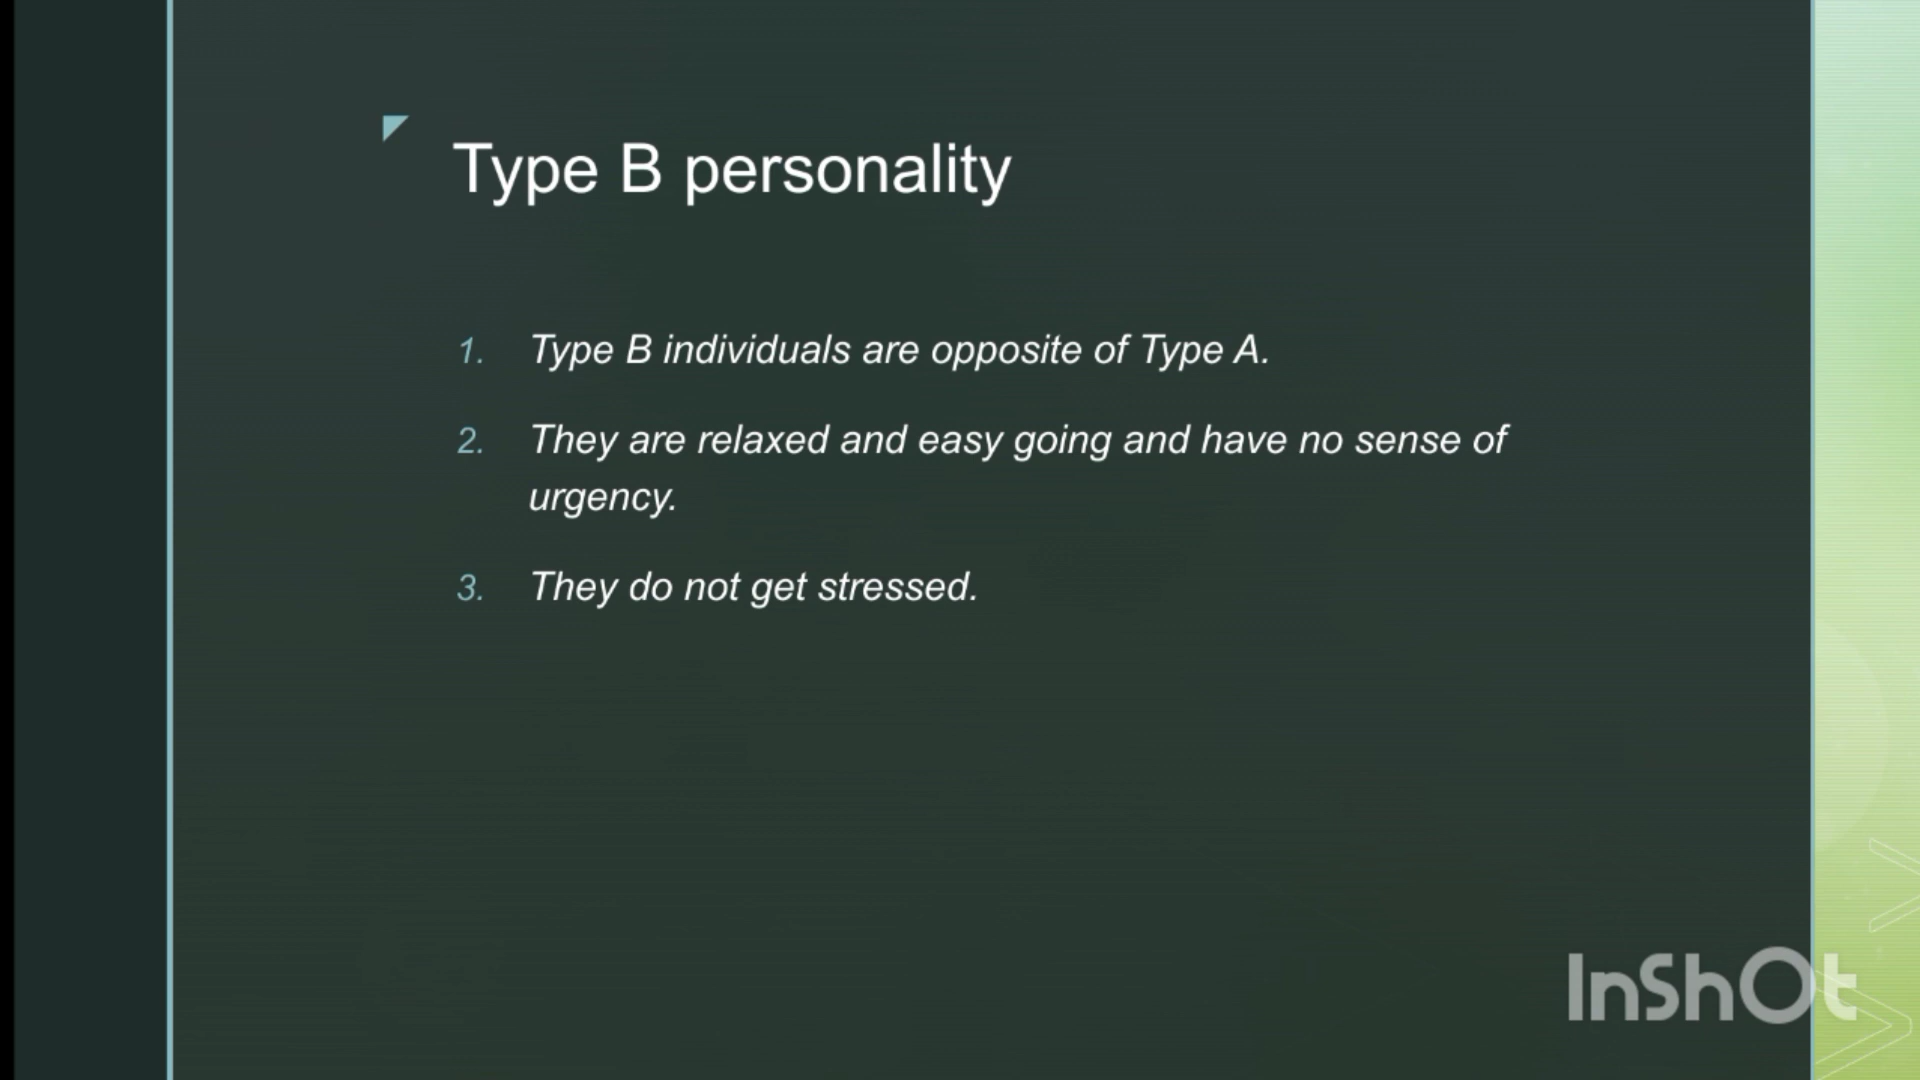 Type B personality
1. Type B individuals are opposite of Type A.
2. They are relaxed and easy going and have no sense of
urgency.
3. They do not get stressed.
InShOt